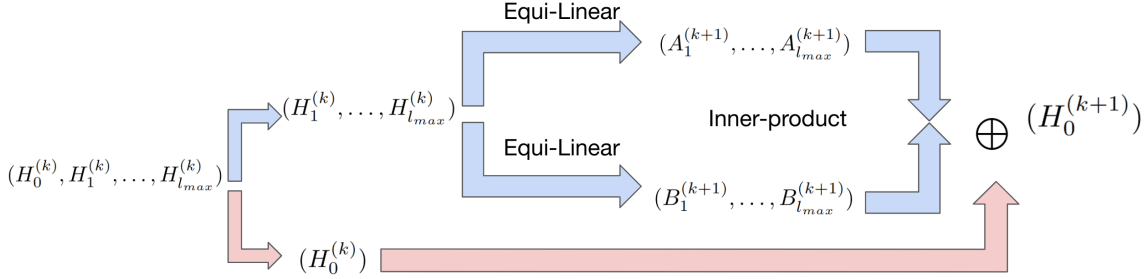 Equi-Linear
(A_1^{(k+1)}, . . . , A_{l_{max}}^{(k+1)})
(H_1^{(k)}, . . . , H_{l_{max}}^{(k)})
Inner-product
⊕ (H_0^{(k+1)})
Equi-Linear
(H_0^{(k)}, H_1^{(k)}, . . . , H_{l_{max}}^{(k)})
(B_1^{(k+1)}, . . . , B_{l_{max}}^{(k+1)})
(H_0^{(k)})